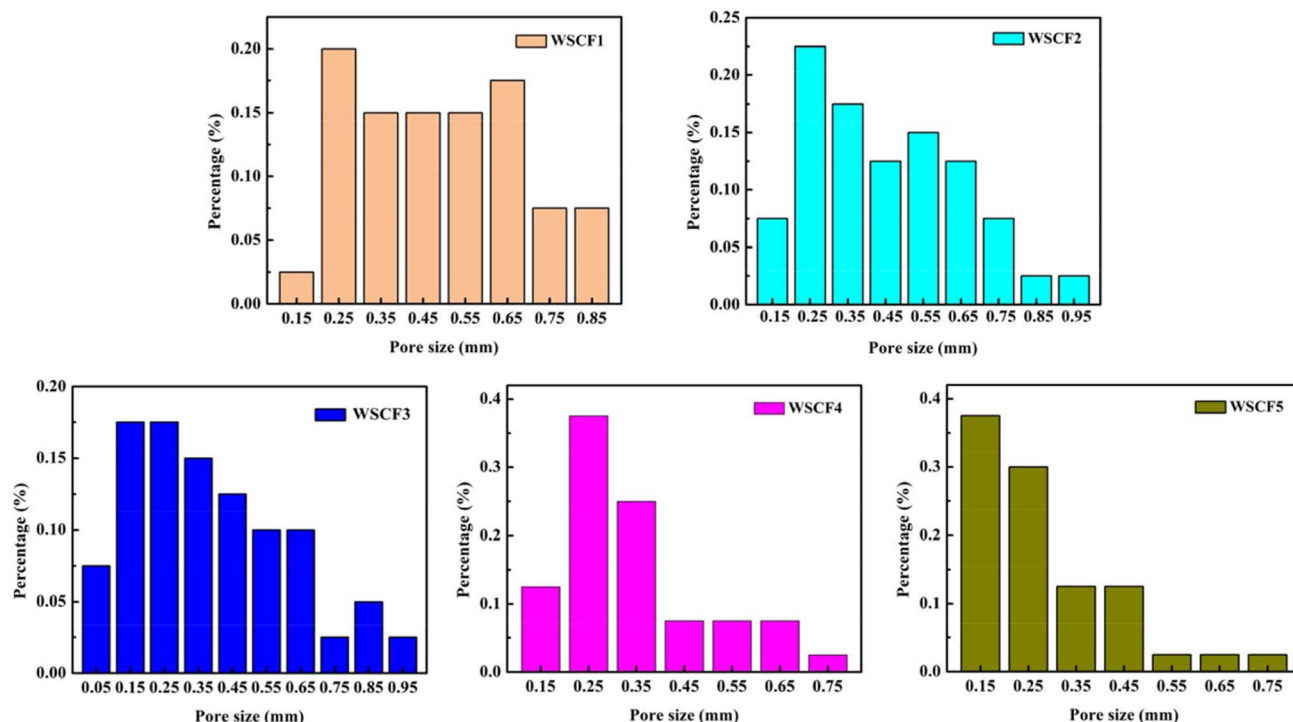 WSCF1
Percentage (%)
0.20
0.15
0.10
0.05
0.00
0.15 0.25 0.35 0.45 0.55 0.65 0.75 0.85
Pore size (mm)
WSCF2
Percentage (%)
0.25
0.20
0.15
0.10
0.05
0.00
0.15 0.25 0.35 0.45 0.55 0.65 0.75 0.85 0.95
Pore size (mm)
WSCF3
Percentage (%)
0.20
0.15
0.10
0.05
0.00
0.05 0.15 0.25 0.35 0.45 0.55 0.65 0.75 0.85 0.95
Pore size (mm)
WSCF4
Percentage (%)
0.4
0.3
0.2
0.1
0.0
0.15 0.25 0.35 0.45 0.55 0.65 0.75
Pore size (mm)
WSCF5
Percentage (%)
0.4
0.3
0.2
0.1
0.0
0.15 0.25 0.35 0.45 0.55 0.65 0.75
Pore size (mm)